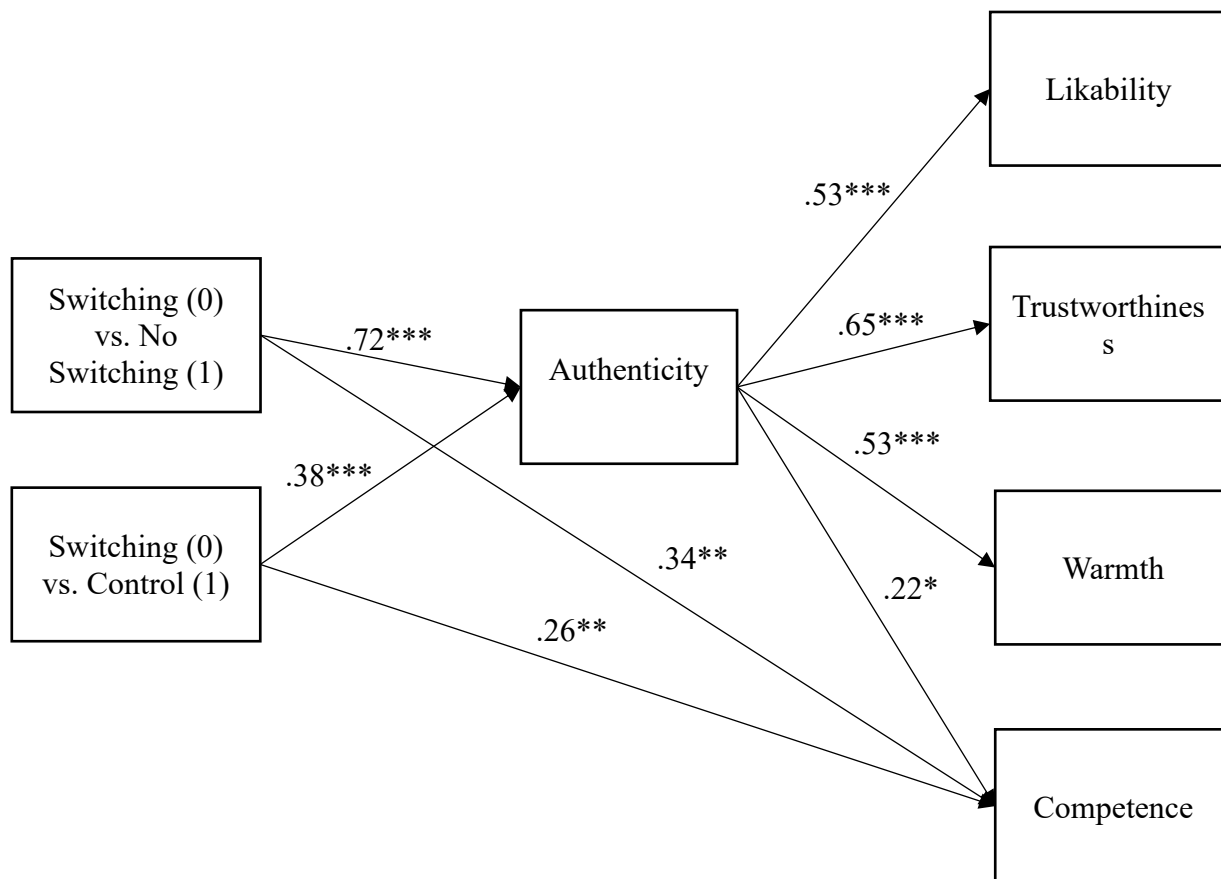 Likability
.53***
Switching (0)
vs. No
Switching (1)
.72***
Authenticity
.65***
Trustworthines
s
.38***
.53***
Switching (0)
vs. Control (1)
.34**
.26**
.22*
Warmth
Competence